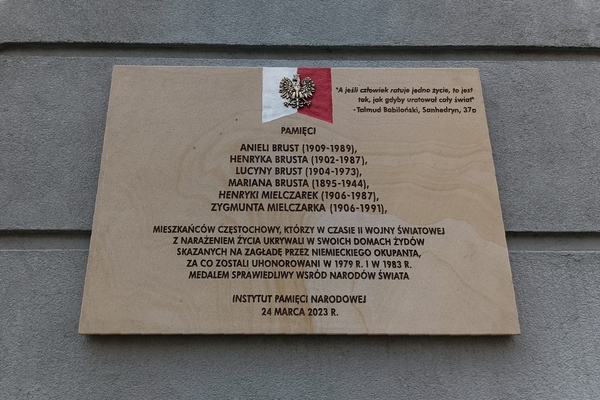 "A jeśli człowiek ratuje jedno życie, to jest
tak, jak gdyby uratował cały świat"
- Talmud Babiloński, Sanhedryn, 37a
PAMIĘCI
ANIELI BRUST (1909-1989),
HENRYKA BRUSTA (1902-1987),
LUCYNY BRUST (1904-1973),
MARIANA BRUSTA (1895-1944),
HENRYKI MIELCZAREK (1906-1987),
ZYGMUNTA MIELCZARKA (1906-1991),
MIESZKAŃCÓW CZĘSTOCHOWY, KTÓRZY W CZASIE II WOJNY ŚWIATOWEJ
Z NARAŻENIEM ŻYCIA UKRYWALI W SWOICH DOMACH ŻYDÓW
SKAZANYCH NA ZAGŁADĘ PRZEZ NIEMIECKIEGO OKUPANTA,
ZA CO ZOSTALI UHONOROWANI W 1979 R. I W 1983 R.
MEDALEM SPRAWIEDLIWY WŚRÓD NARODÓW ŚWIATA
INSTYTUT PAMIĘCI NARODOWEJ
24 MARCA 2023 R.